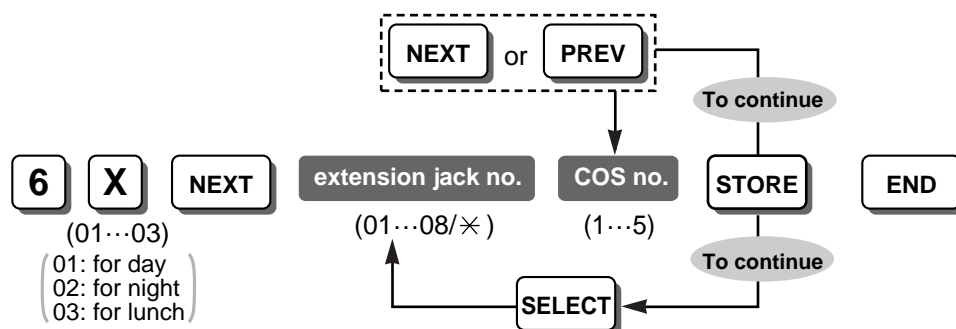 NEXT or PREV
To continue
6 X NEXT extension jack no. COS no. STORE END
(01···03) (01···08/✳) (1···5)
01: for day
02: for night
03: for lunch
To continue
SELECT